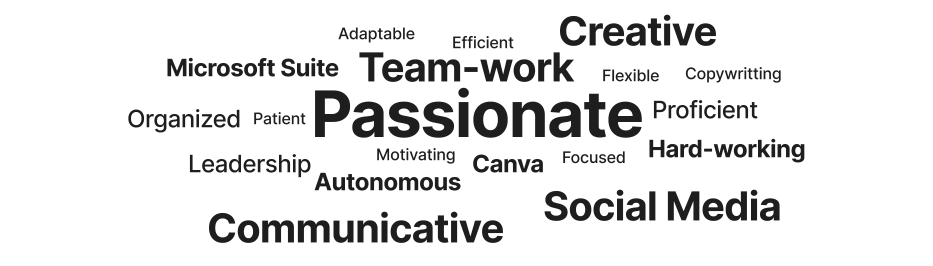 Creative
Adaptable
Efficient
Microsoft Suite
Team-work
Flexible
Copywritting
Organized
Patient
Passionate
Proficient
Leadership
Motivating
Canva
Focused
Hard-working
Autonomous
Social Media
Communicative